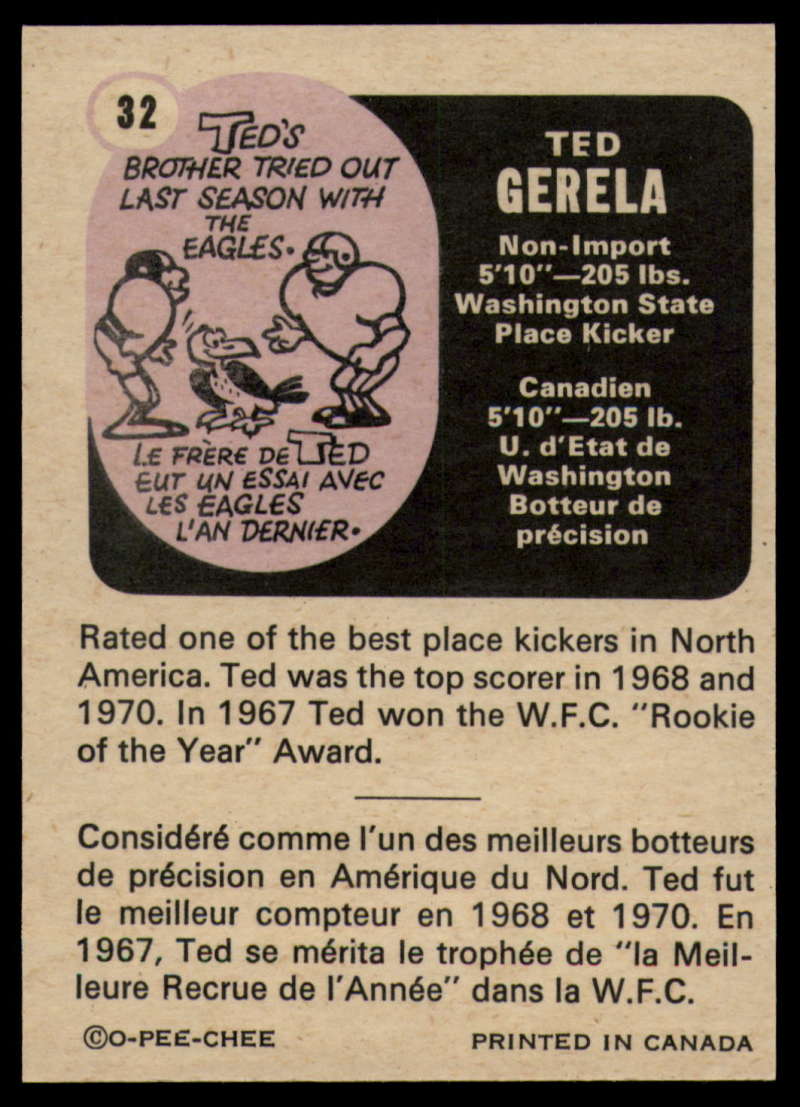 32
TED'S
BROTHER TRIED OUT
LAST SEASON WITH
THE
EAGLES.
LE FRÈRE DE TED
EUT UN ESSAI AVEC
LES EAGLES
L'AN DERNIER.
TED
GERELA
Non-Import
5'10"—205 lbs.
Washington State
Place Kicker
Canadien
5'10"—205 lb.
U. d'Etat de
Washington
Botteur de
précision
Rated one of the best place kickers in North
America. Ted was the top scorer in 1968 and
1970. In 1967 Ted won the W.F.C. "Rookie
of the Year" Award.
Considéré comme l'un des meilleurs botteurs
de précision en Amérique du Nord. Ted fut
le meilleur compteur en 1968 et 1970. En
1967, Ted se mérita le trophée de "la Meil-
leure Recrue de l'Année" dans la W.F.C.
©O-PEE-CHEE
PRINTED IN CANADA